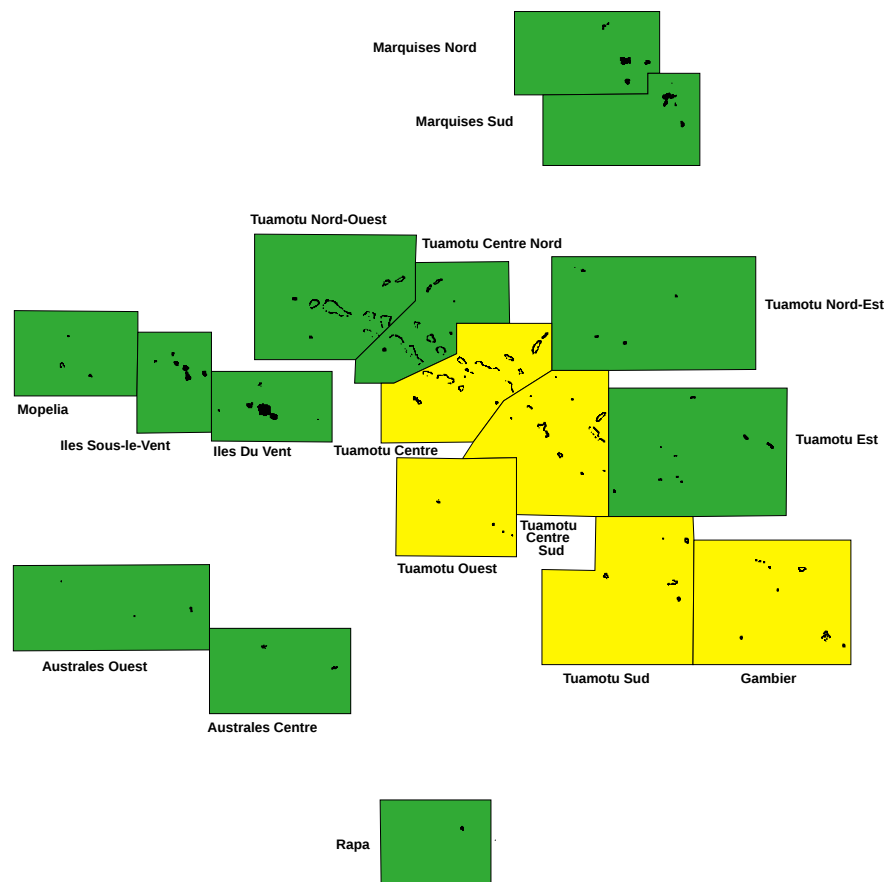 Marquises Nord
Marquises Sud
Tuamotu Nord-Ouest
Tuamotu Centre Nord
Tuamotu Nord-Est
Mopelia
Iles Sous-le-Vent
Iles Du Vent
Tuamotu Centre
Tuamotu Est
Tuamotu
Centre
Sud
Tuamotu Ouest
Australes Ouest
Tuamotu Sud
Gambier
Australes Centre
Rapa